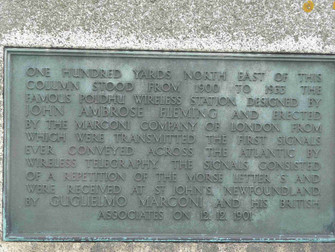 ONE HUNDRED YARDS NORTH EAST OF THIS
COLUMN STOOD FROM 1900 TO 1933 THE
FAMOUS POLDHU WIRELESS STATION DESIGNED BY
JOHN AMBROSE FLEMING AND ERECTED
BY THE MARCONI COMPANY OF LONDON FROM
WHICH WERE TRANSMITTED THE FIRST SIGNALS
EVER CONVEYED ACROSS THE ATLANTIC BY
WIRELESS TELEGRAPHY THE SIGNALS CONSISTED
OF A REPETITION OF THE MORSE LETTER S AND
WERE RECEIVED AT ST JOHN'S, NEWFOUNDLAND
BY GUGLIELMO MARCONI AND HIS BRITISH
ASSOCIATES ON 12. 12. 1901